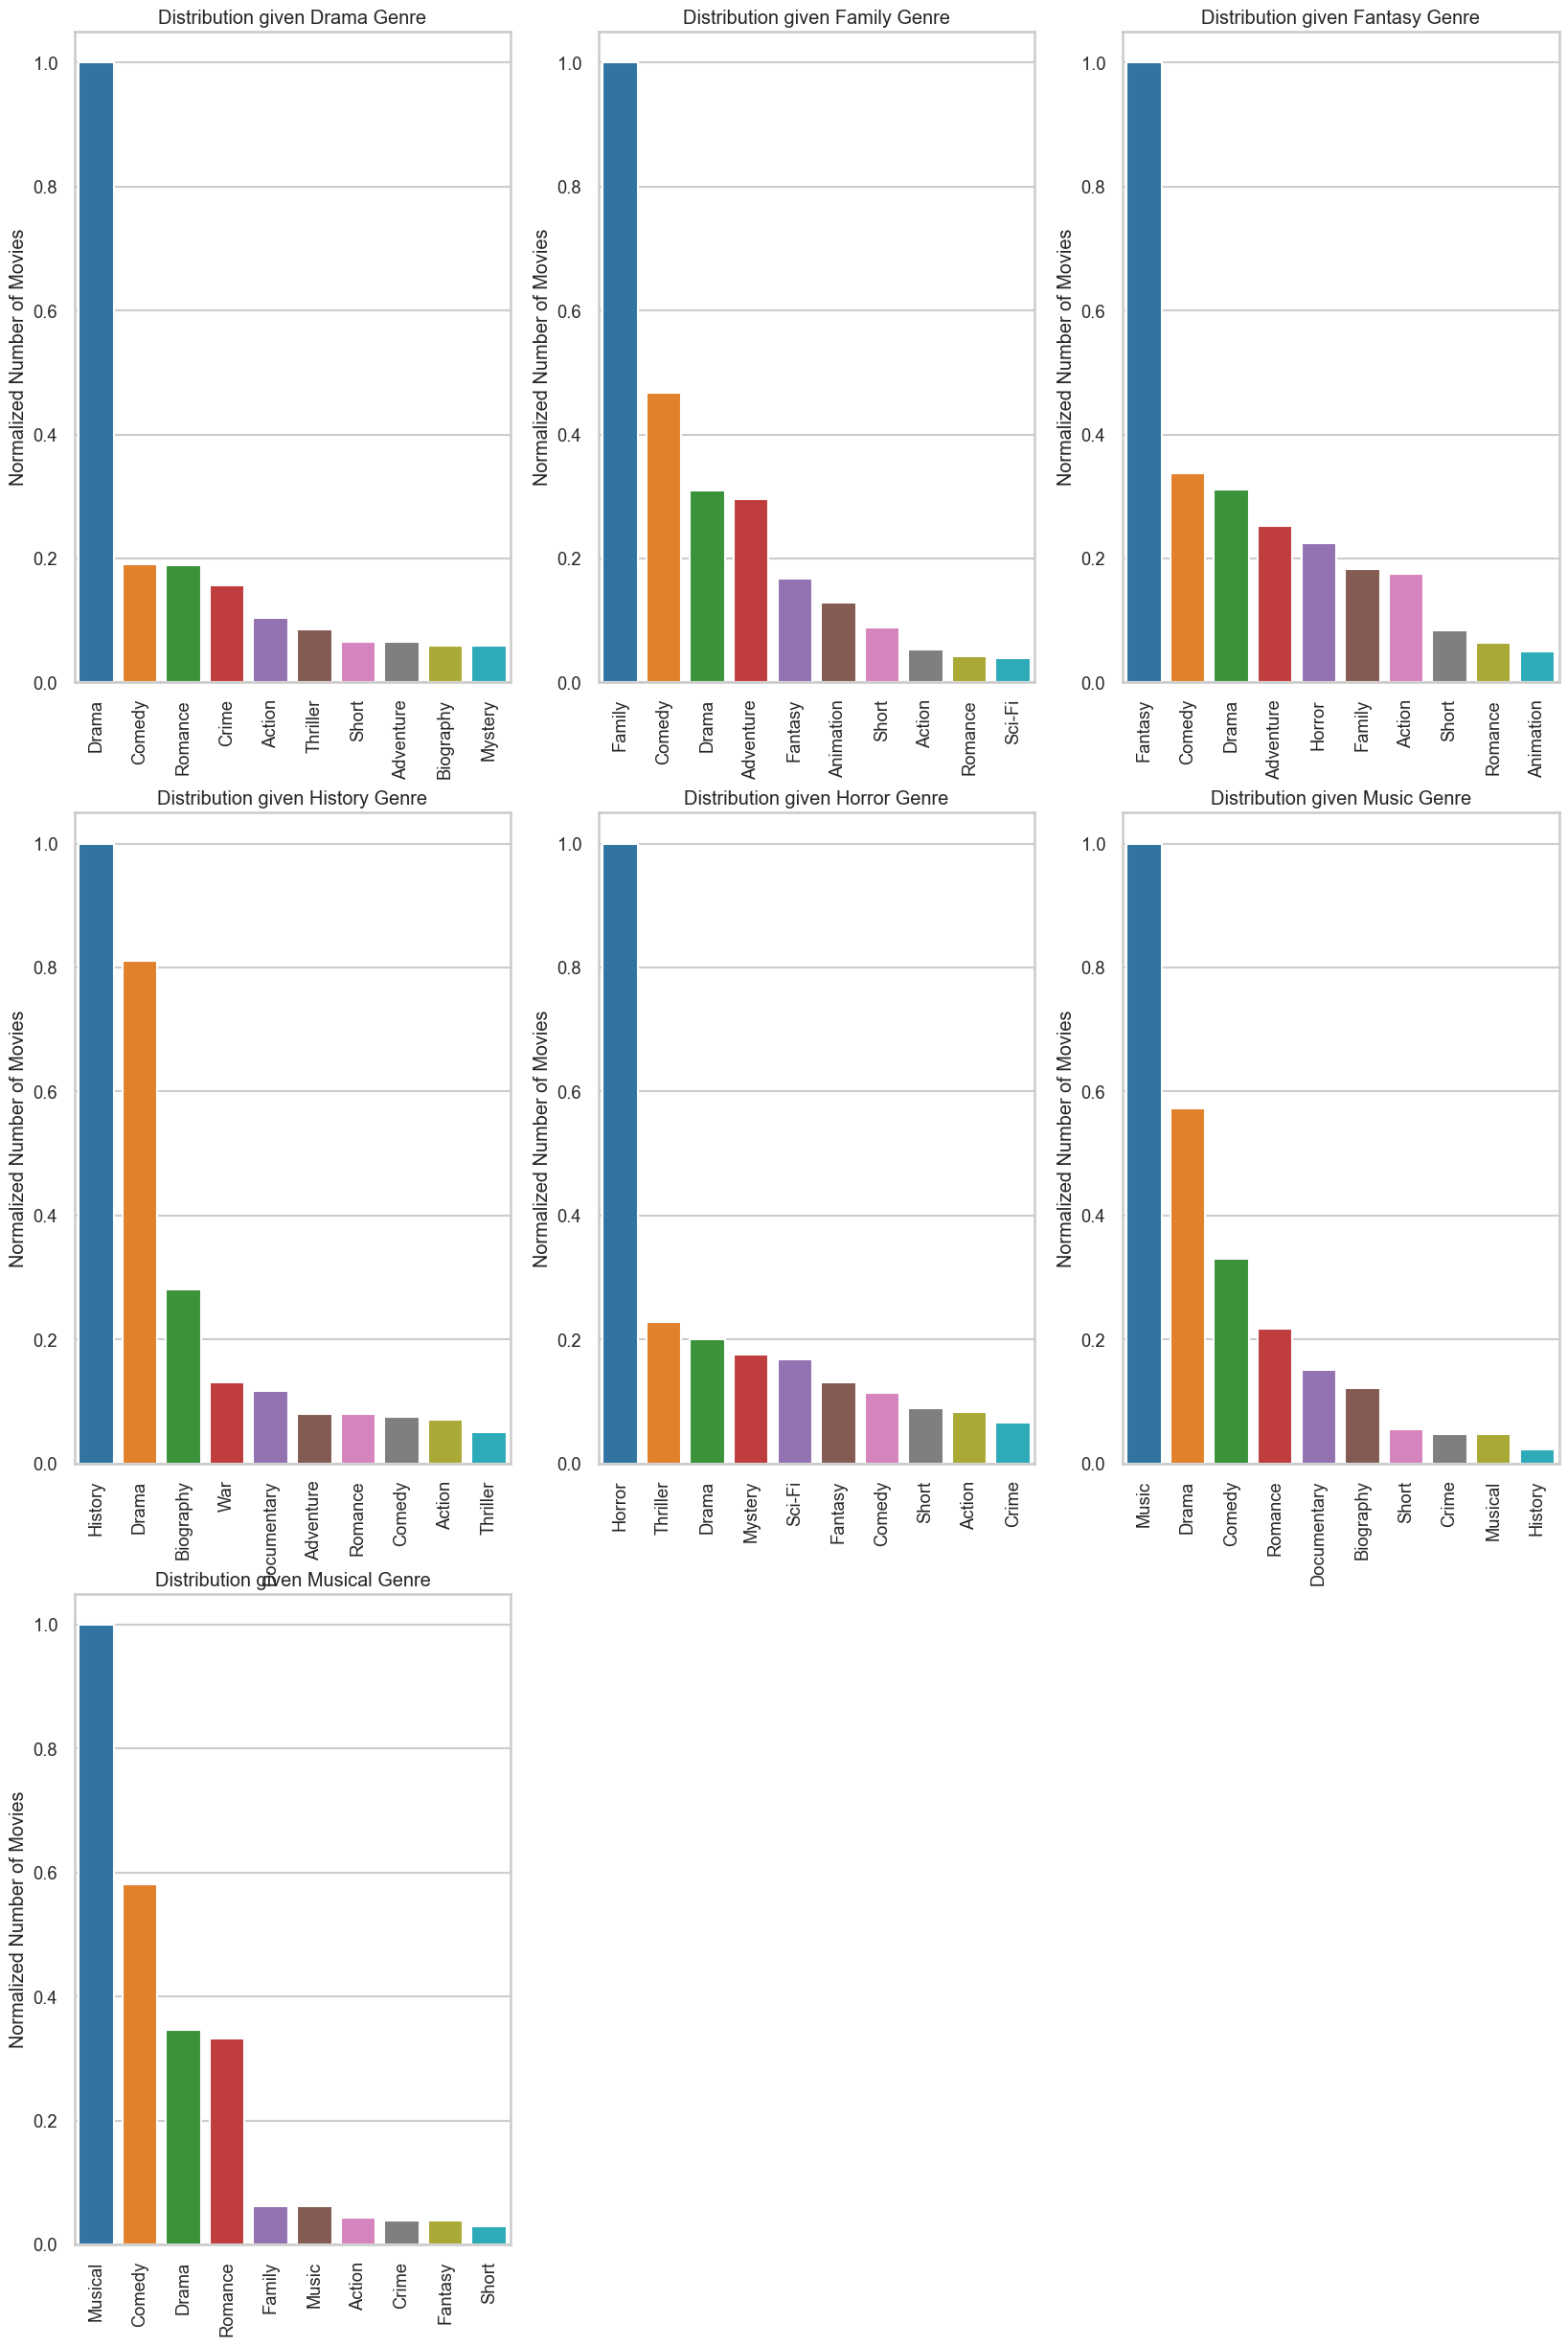 Distribution given Drama Genre
Normalized Number of Movies
1.0
0.8
0.6
0.4
0.2
0.0
Drama
Comedy
Romance
Crime
Action
Thriller
Short
Adventure
Biography
Mystery
Distribution given Family Genre
Normalized Number of Movies
1.0
0.8
0.6
0.4
0.2
0.0
Family
Comedy
Drama
Adventure
Fantasy
Animation
Short
Action
Romance
Sci-Fi
Distribution given Fantasy Genre
Normalized Number of Movies
1.0
0.8
0.6
0.4
0.2
0.0
Fantasy
Comedy
Drama
Adventure
Horror
Family
Action
Short
Romance
Animation
Distribution given History Genre
Normalized Number of Movies
1.0
0.8
0.6
0.4
0.2
0.0
History
Drama
Biography
War
Documentary
Adventure
Romance
Comedy
Action
Thriller
Distribution given Horror Genre
Normalized Number of Movies
1.0
0.8
0.6
0.4
0.2
0.0
Horror
Thriller
Drama
Mystery
Sci-Fi
Fantasy
Comedy
Short
Action
Crime
Distribution given Music Genre
Normalized Number of Movies
1.0
0.8
0.6
0.4
0.2
0.0
Music
Drama
Comedy
Romance
Documentary
Biography
Short
Crime
Musical
History
Distribution given Musical Genre
Normalized Number of Movies
1.0
0.8
0.6
0.4
0.2
0.0
Musical
Comedy
Drama
Romance
Family
Music
Action
Crime
Fantasy
Short